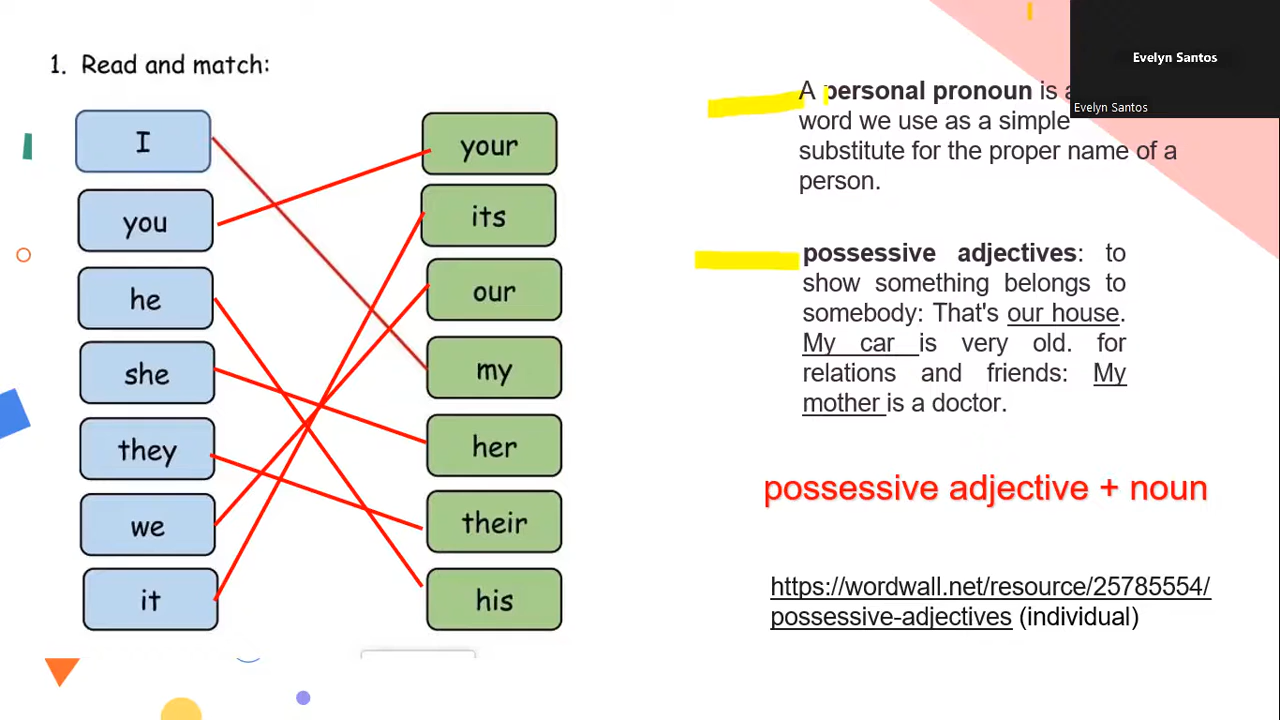 1. Read and match:
I
you
he
she
they
we
it
your
its
our
my
her
their
his
Evelyn Santos
Evelyn Santos
A personal pronoun is
word we use as a simple
substitute for the proper name of a
person.
possessive adjectives: to
show something belongs to
somebody: That's our house.
My car is very old. for
relations and friends: My
mother is a doctor.
possessive adjective + noun
https://wordwall.net/resource/25785554/
possessive-adjectives (individual)